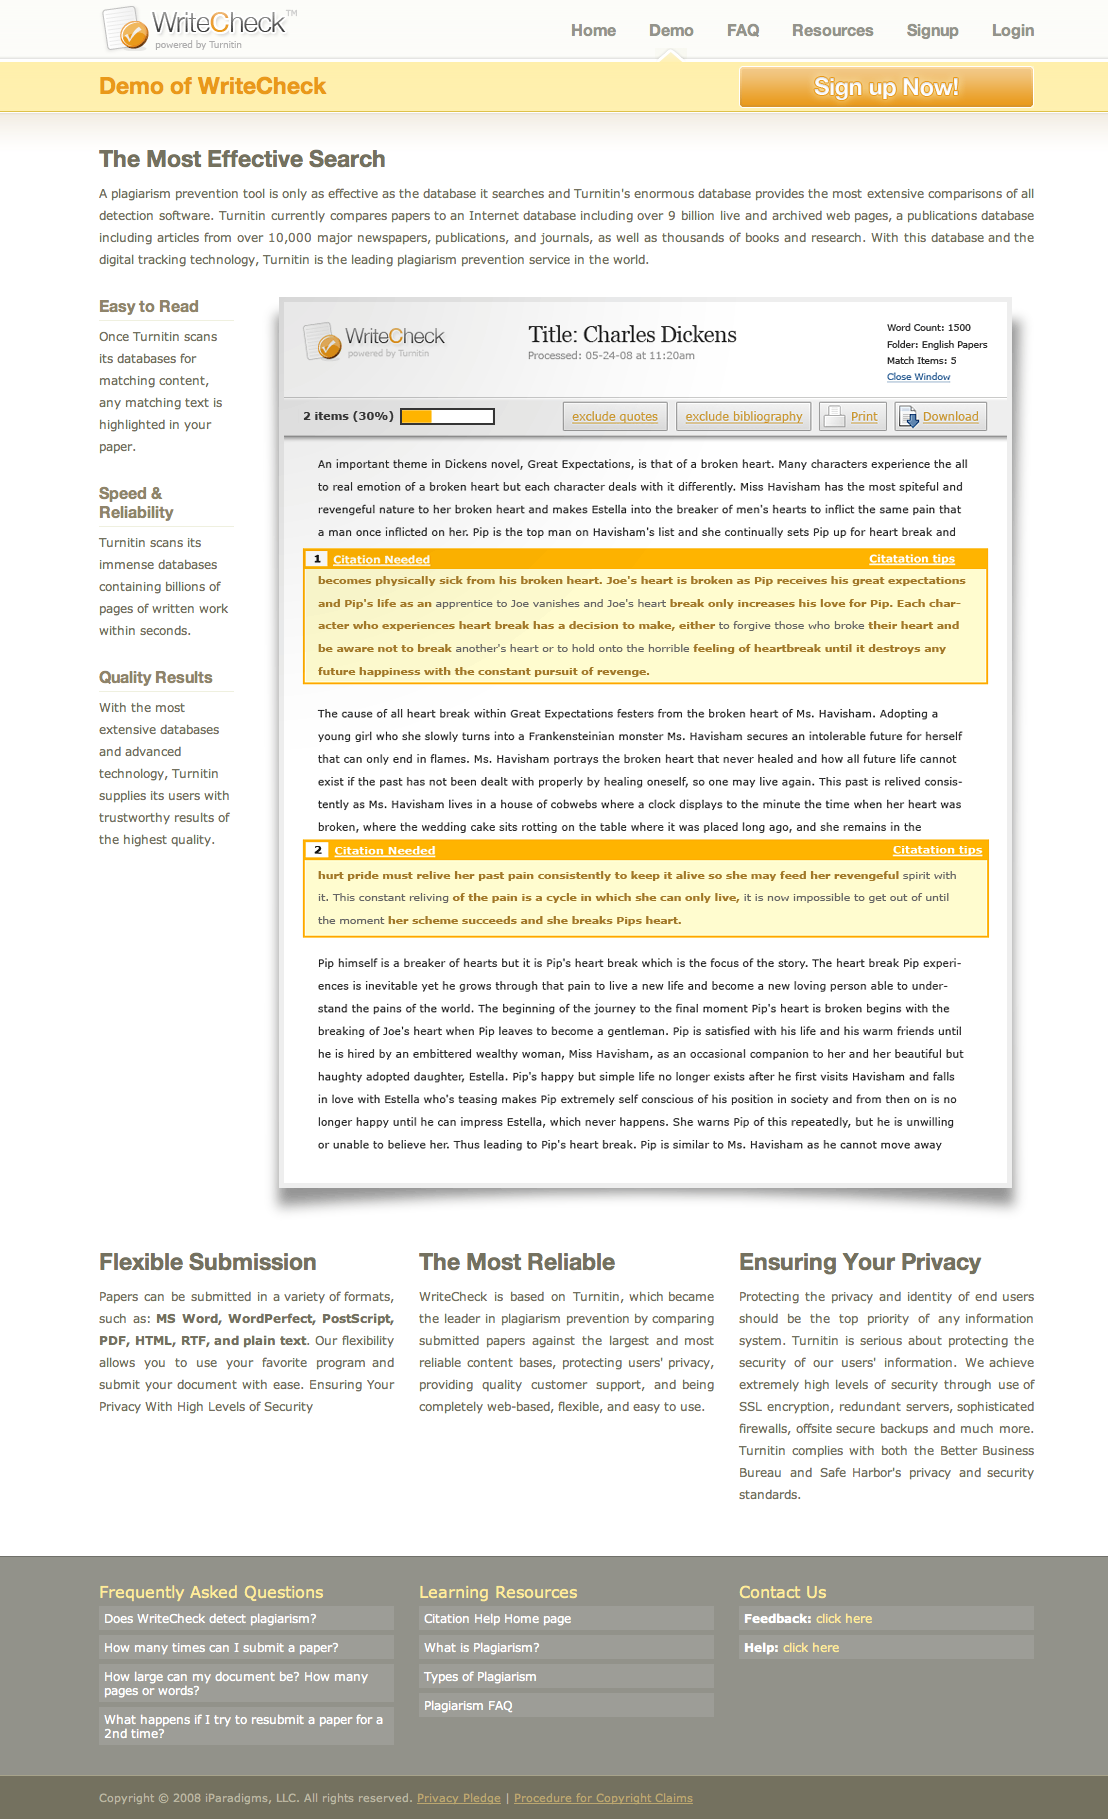 WriteCheck™
powered by Turnitin
Home Demo FAQ Resources Signup Login
Demo of WriteCheck
Sign up Now!
The Most Effective Search
A plagiarism prevention tool is only as effective as the database it searches and Turnitin's enormous database provides the most extensive comparisons of all
detection software. Turnitin currently compares papers to an Internet database including over 9 billion live and archived web pages, a publications database
including articles from over 10,000 major newspapers, publications, and journals, as well as thousands of books and research. With this database and the
digital tracking technology, Turnitin is the leading plagiarism prevention service in the world.
Easy to Read
Once Turnitin scans
its databases for
matching content,
any matching text is
highlighted in your
paper.
Speed &
Reliability
Turnitin scans its
immense databases
containing billions of
pages of written work
within seconds.
Quality Results
With the most
extensive databases
and advanced
technology, Turnitin
supplies its users with
trustworthy results of
the highest quality.
WriteCheck
powered by Turnitin
Title: Charles Dickens
Processed: 05-24-08 at 11:20am
Word Count: 1500
Folder: English Papers
Match Items: 5
Close Window
2 items (30%)
exclude quotes exclude bibliography Print Download
An important theme in Dickens novel, Great Expectations, is that of a broken heart. Many characters experience the all
to real emotion of a broken heart but each character deals with it differently. Miss Havisham has the most spiteful and
revengeful nature to her broken heart and makes Estella into the breaker of men's hearts to inflict the same pain that
a man once inflicted on her. Pip is the top man on Havisham's list and she continually sets Pip up for heart break and
1 Citation Needed Citatation tips
becomes physically sick from his broken heart. Joe's heart is broken as Pip receives his great expectations
and Pip's life as an apprentice to Joe vanishes and Joe's heart break only increases his love for Pip. Each char-
acter who experiences heart break has a decision to make, either to forgive those who broke their heart and
be aware not to break another's heart or to hold onto the horrible feeling of heartbreak until it destroys any
future happiness with the constant pursuit of revenge.
The cause of all heart break within Great Expectations festers from the broken heart of Ms. Havisham. Adopting a
young girl who she slowly turns into a Frankensteinian monster Ms. Havisham secures an intolerable future for herself
that can only end in flames. Ms. Havisham portrays the broken heart that never healed and how all future life cannot
exist if the past has not been dealt with properly by healing oneself, so one may live again. This past is relived consis-
tently as Ms. Havisham lives in a house of cobwebs where a clock displays to the minute the time when her heart was
broken, where the wedding cake sits rotting on the table where it was placed long ago, and she remains in the
2 Citation Needed Citatation tips
hurt pride must relive her past pain consistently to keep it alive so she may feed her revengeful spirit with
it. This constant reliving of the pain is a cycle in which she can only live, it is now impossible to get out of until
the moment her scheme succeeds and she breaks Pips heart.
Pip himself is a breaker of hearts but it is Pip's heart break which is the focus of the story. The heart break Pip experi-
ences is inevitable yet he grows through that pain to live a new life and become a new loving person able to under-
stand the pains of the world. The beginning of the journey to the final moment Pip's heart is broken begins with the
breaking of Joe's heart when Pip leaves to become a gentleman. Pip is satisfied with his life and his warm friends until
he is hired by an embittered wealthy woman, Miss Havisham, as an occasional companion to her and her beautiful but
haughty adopted daughter, Estella. Pip's happy but simple life no longer exists after he first visits Havisham and falls
in love with Estella who's teasing makes Pip extremely self conscious of his position in society and from then on is no
longer happy until he can impress Estella, which never happens. She warns Pip of this repeatedly, but he is unwilling
or unable to believe her. Thus leading to Pip's heart break. Pip is similar to Ms. Havisham as he cannot move away
Flexible Submission
Papers can be submitted in a variety of formats,
such as: MS Word, WordPerfect, PostScript,
PDF, HTML, RTF, and plain text. Our flexibility
allows you to use your favorite program and
submit your document with ease. Ensuring Your
Privacy With High Levels of Security
The Most Reliable
WriteCheck is based on Turnitin, which became
the leader in plagiarism prevention by comparing
submitted papers against the largest and most
reliable content bases, protecting users' privacy,
providing quality customer support, and being
completely web-based, flexible, and easy to use.
Ensuring Your Privacy
Protecting the privacy and identity of end users
should be the top priority of any information
system. Turnitin is serious about protecting the
security of our users' information. We achieve
extremely high levels of security through use of
SSL encryption, redundant servers, sophisticated
firewalls, offsite secure backups and much more.
Turnitin complies with both the Better Business
Bureau and Safe Harbor's privacy and security
standards.
Frequently Asked Questions
Does WriteCheck detect plagiarism?
How many times can I submit a paper?
How large can my document be? How many
pages or words?
What happens if I try to resubmit a paper for a
2nd time?
Learning Resources
Citation Help Home page
What is Plagiarism?
Types of Plagiarism
Plagiarism FAQ
Contact Us
Feedback: click here
Help: click here
Copyright © 2008 iParadigms, LLC. All rights reserved. Privacy Pledge | Procedure for Copyright Claims